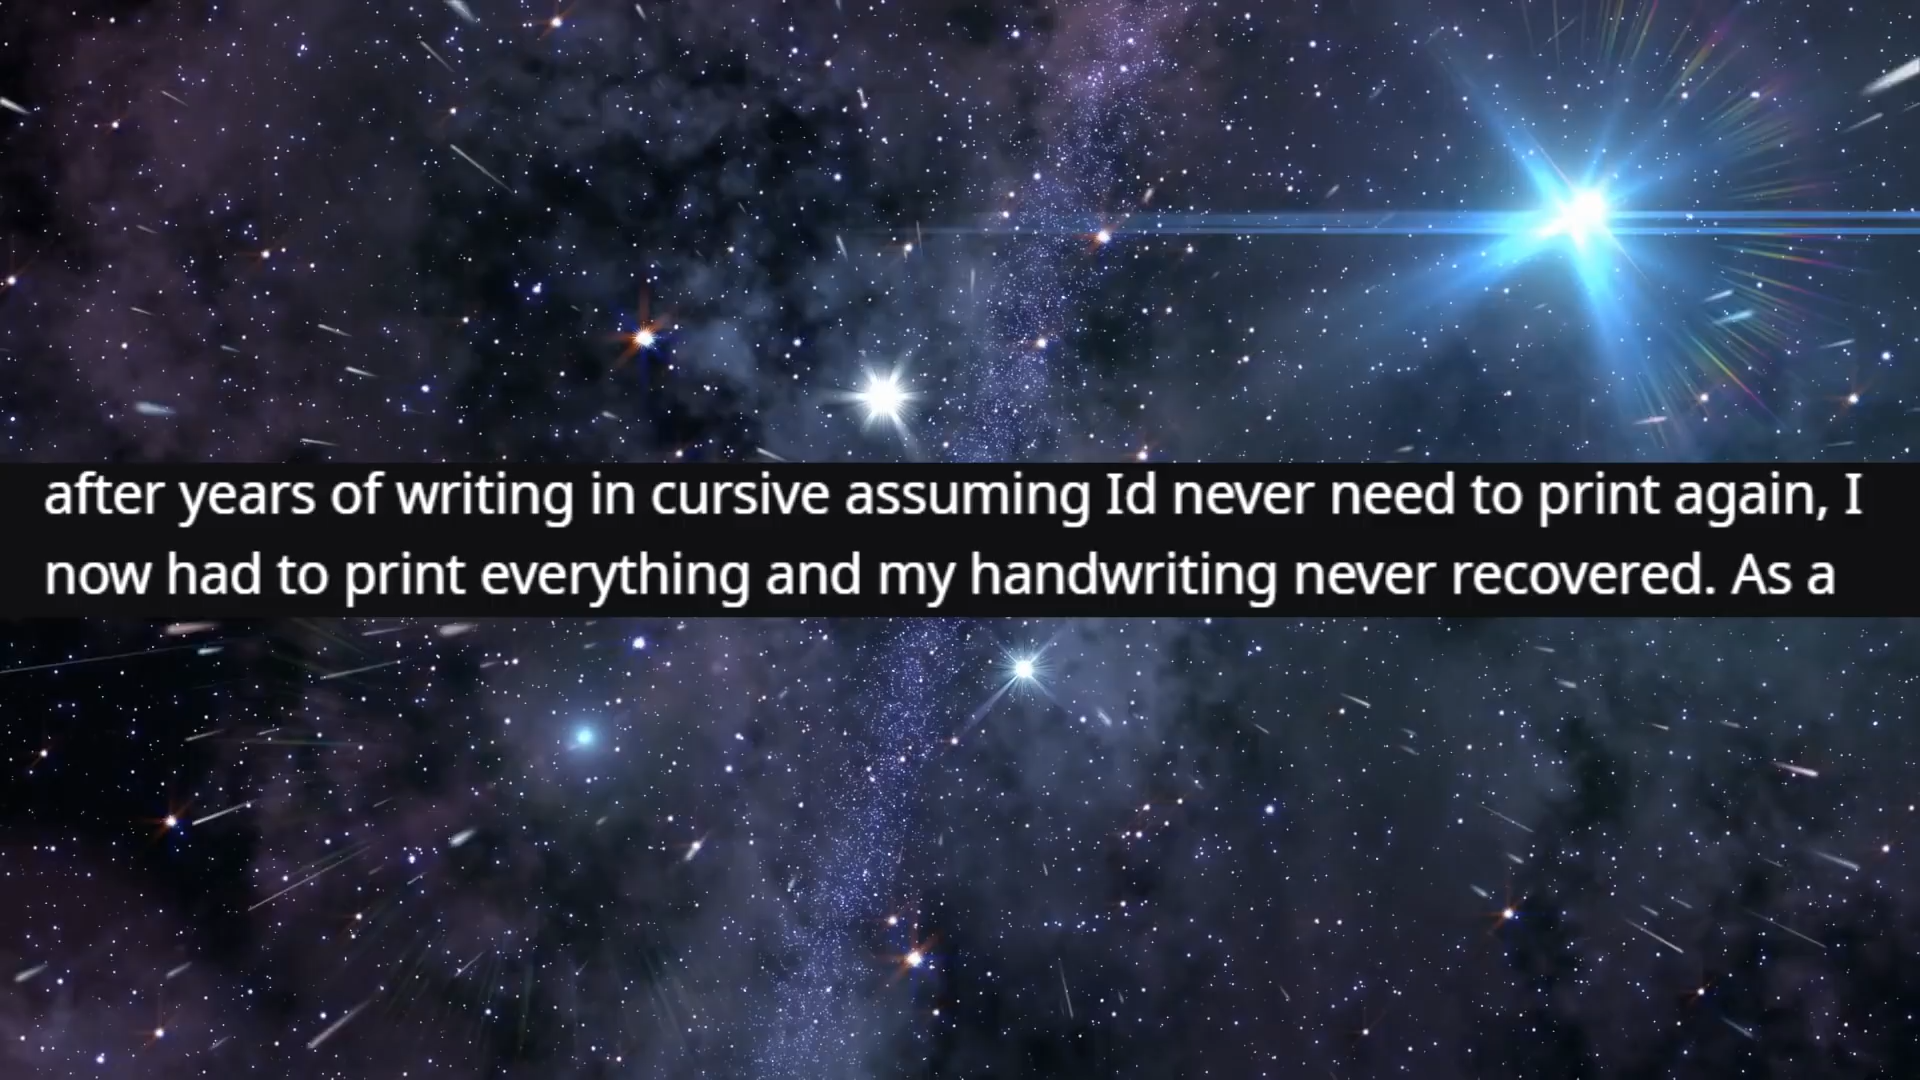 after years of writing in cursive assuming Id never need to print again, I
now had to print everything and my handwriting never recovered. As a